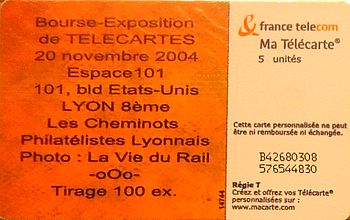 Bourse-Exposition
de TELECARTES
20 novembre 2004
Espace101
101, bld Etats-Unis
LYON 8ème
Les Cheminots
Philatélistes Lyonnais
Photo : La Vie du Rail
-oOo-
Tirage 100 ex.
14744
france telecom
Ma Télécarte®
5 unités
Cette carte personnalisée ne peut
être ni remboursée ni échangée.
B42680308
576544830
Régie T
Créez et offrez vos Télécarte®
personnalisées sur :
www.macarte.com